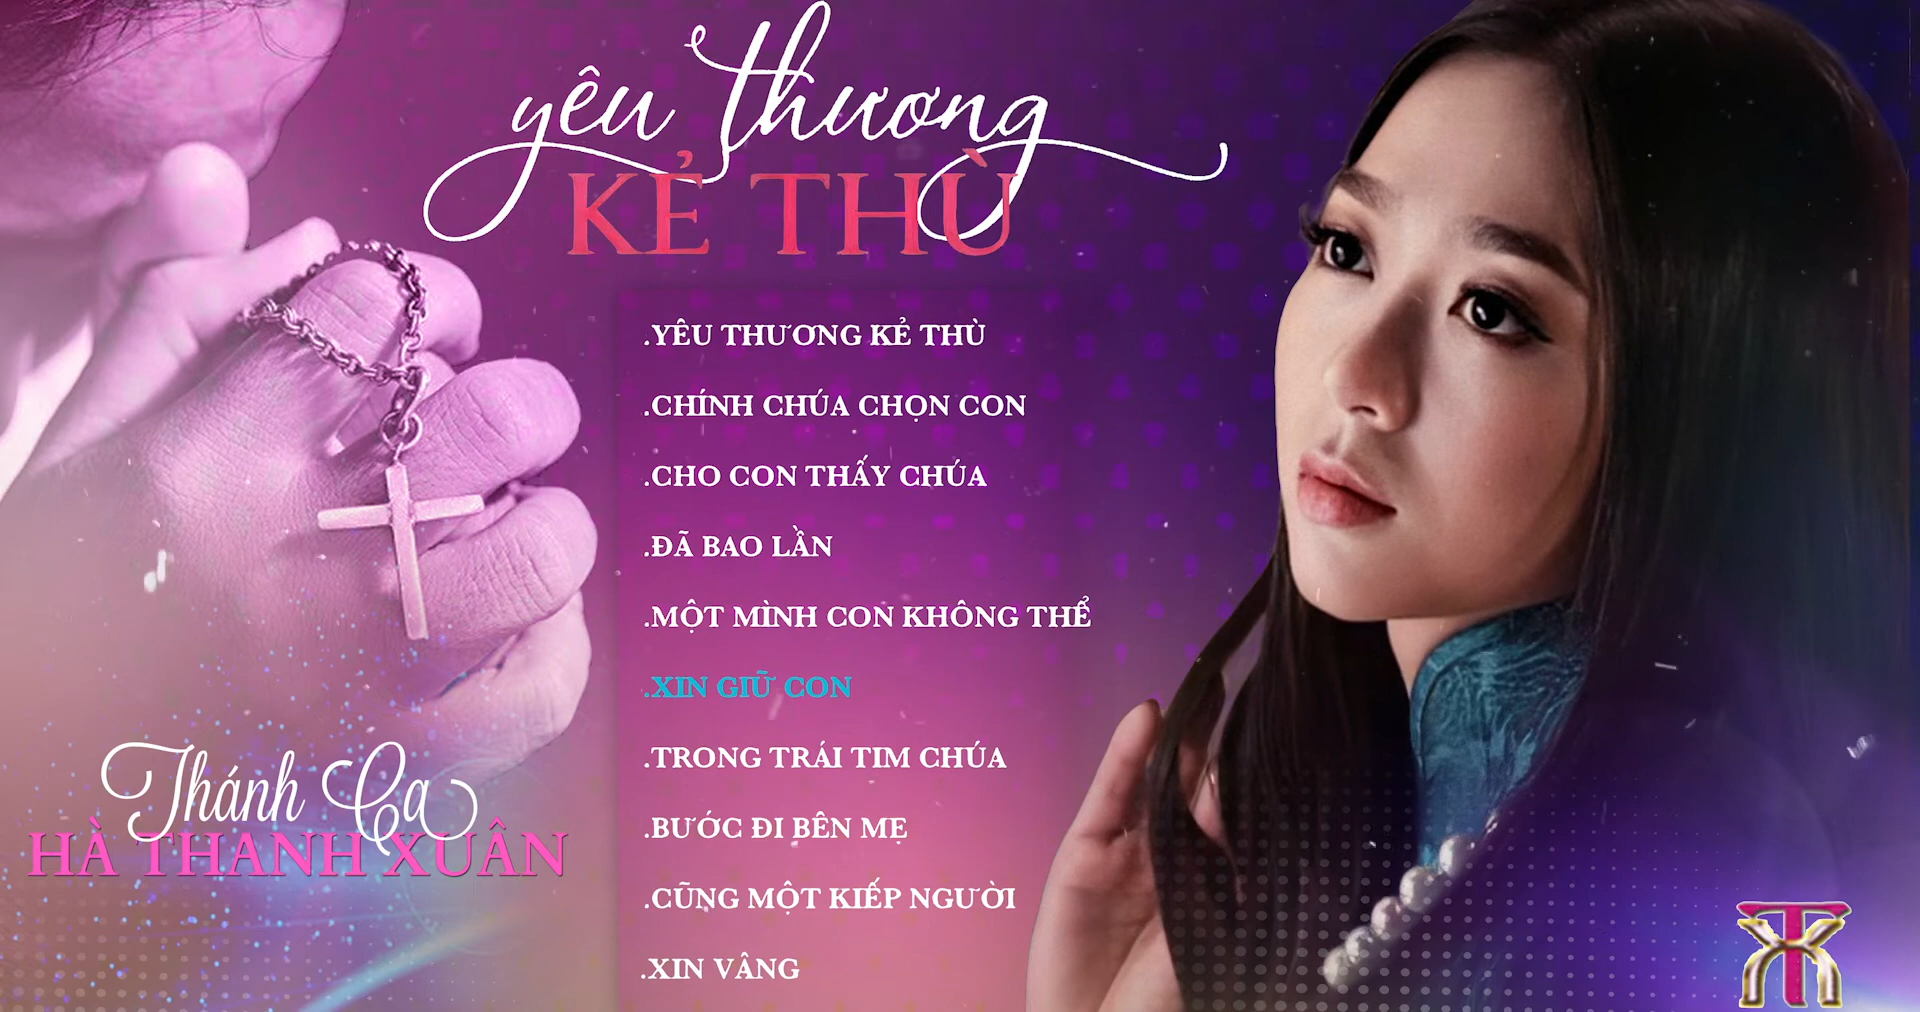 yêu thương
KẺ THÙ
.YÊU THƯƠNG KẺ THÙ
.CHÍNH CHÚA CHỌN CON
.CHO CON THẤY CHÚA
.ĐÃ BAO LẦN
.MỘT MÌNH CON KHÔNG THỂ
.XIN GIỮ CON
.TRONG TRÁI TIM CHÚA
.BƯỚC ĐI BÊN MẸ
.CŨNG MỘT KIẾP NGƯỜI
.XIN VÂNG
Thánh Ca
HÀ THANH XUÂN